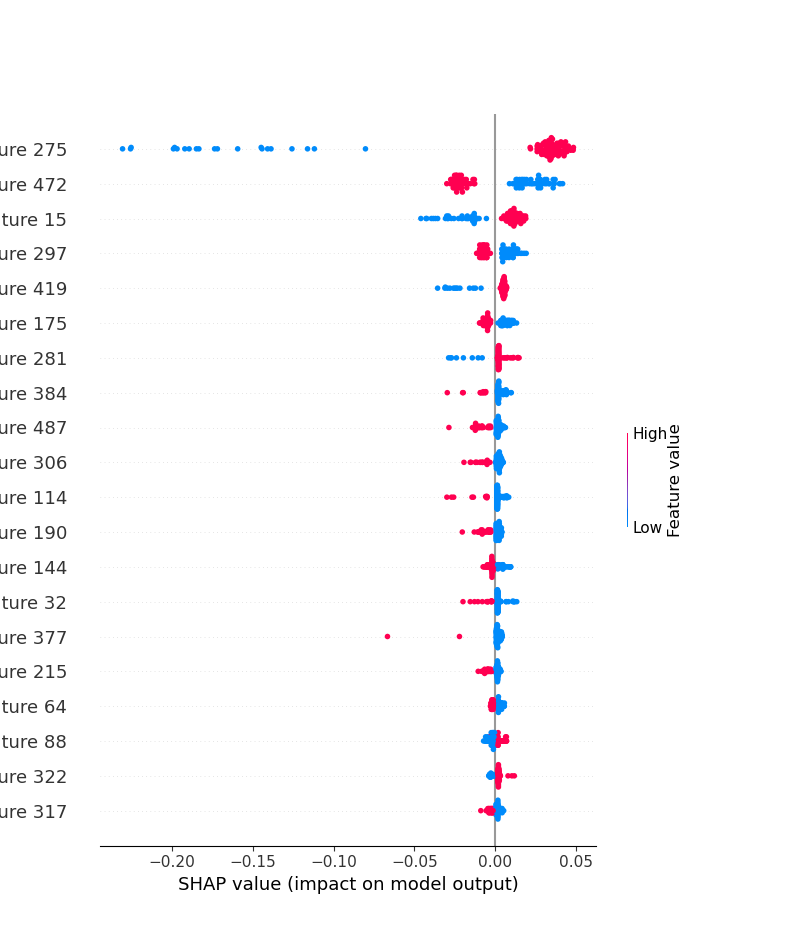 ure 275
ure 472
ture 15
ure 297
ure 419
ure 175
ure 281
ure 384
ure 487
ure 306
ure 114
ure 190
ure 144
ture 32
ure 377
ure 215
ture 64
ture 88
ure 322
ure 317
High
Low
Feature value
−0.20 −0.15 −0.10 −0.05 0.00 0.05
SHAP value (impact on model output)